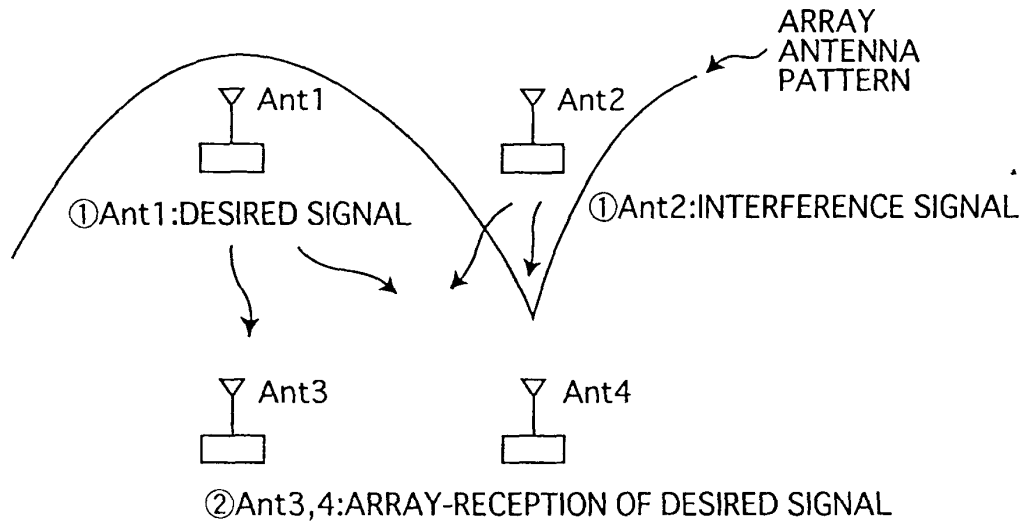 ARRAY
ANTENNA
PATTERN
Ant1
Ant2
①Ant1:DESIRED SIGNAL
①Ant2:INTERFERENCE SIGNAL
Ant3
Ant4
②Ant3,4:ARRAY-RECEPTION OF DESIRED SIGNAL